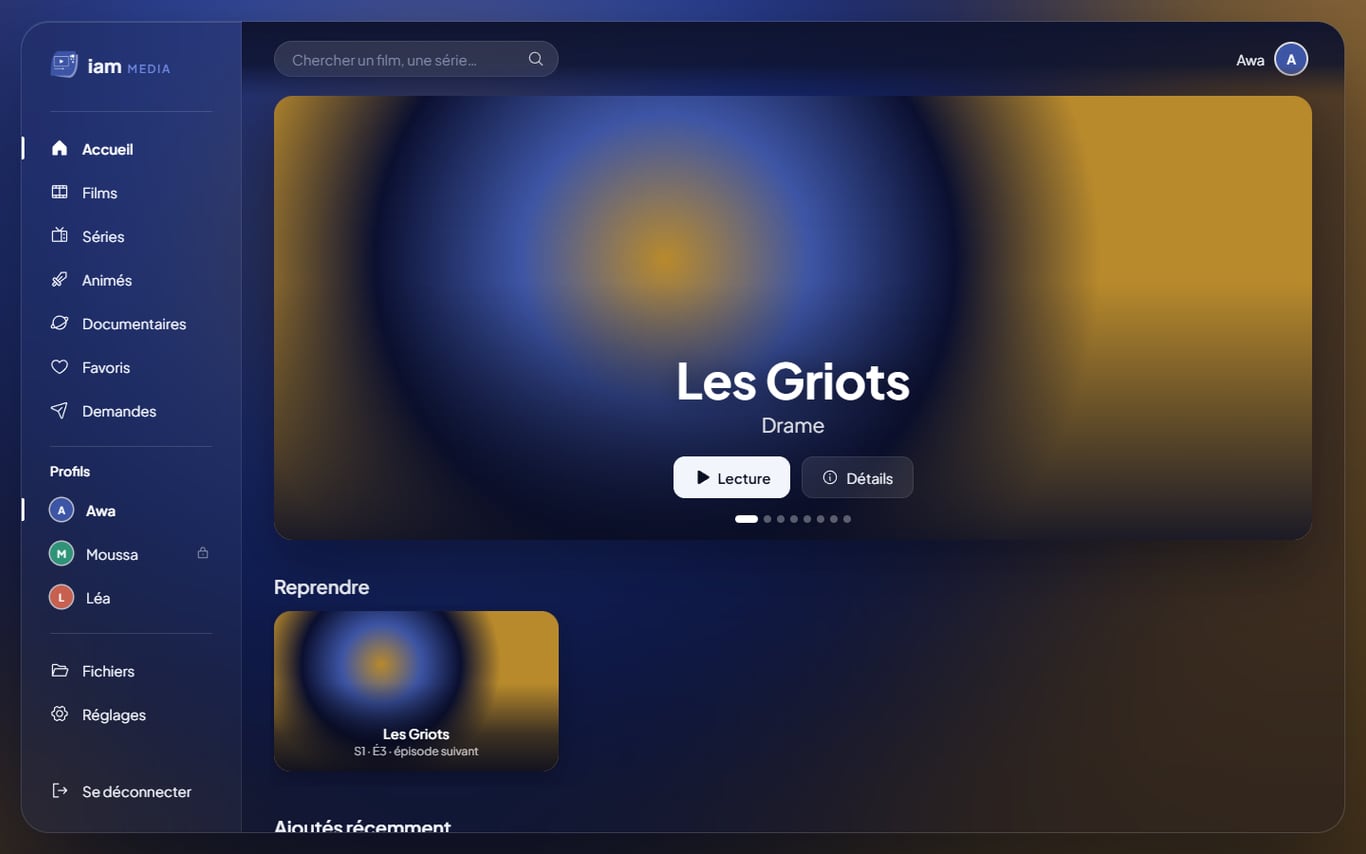 iam MEDIA
Chercher un film, une série…
Awa
A
Accueil
Films
Séries
Animés
Documentaires
Favoris
Demandes
Profils
A Awa
M Moussa
L Léa
Fichiers
Réglages
Se déconnecter
Les Griots
Drame
Lecture
Détails
Reprendre
Les Griots
S1 · É3 · épisode suivant
Ajoutés récemment